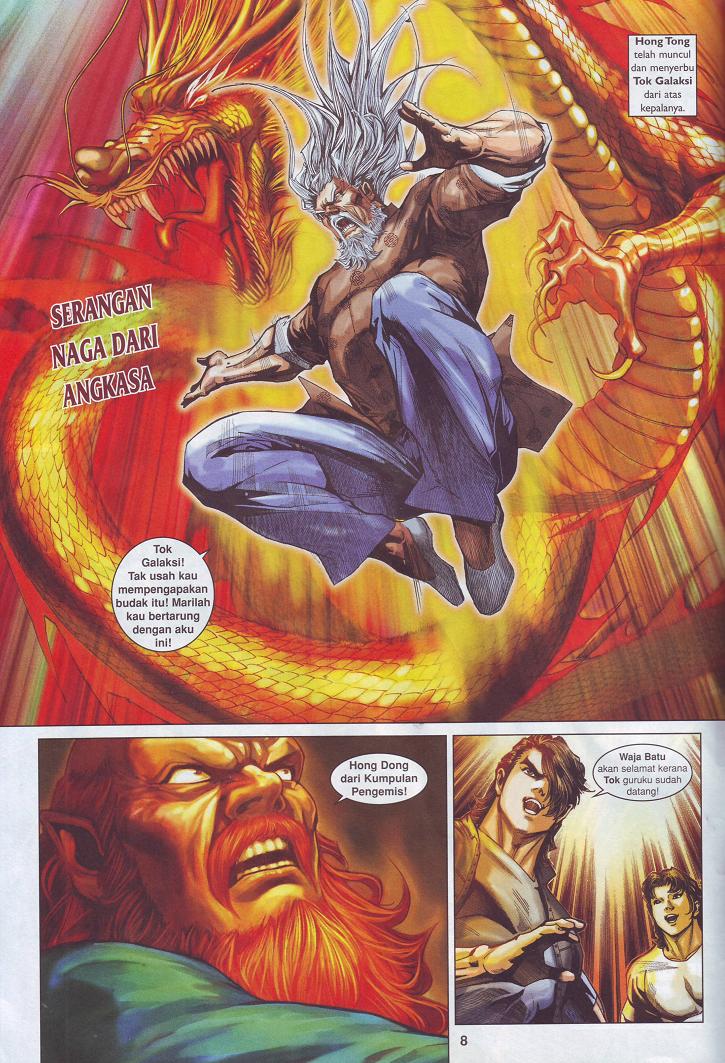 Hong Tong
telah muncul
dan menyerbu
Tok Galaksi
dari atas
kepalanya.
SERANGAN
NAGA DARI
ANGKASA
Tok
Galaksi!
Tak usah kau
mempengapakan
budak itu! Marilah
kau bertarung
dengan aku
ini!
Hong Dong
dari Kumpulan
Pengemis!
Waja Batu
akan selamat kerana
Tok guruku sudah
datang!
8